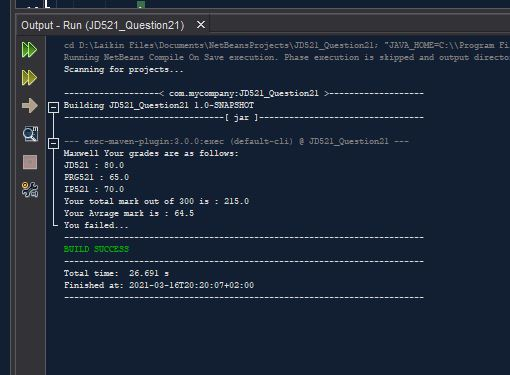 Output - Run (JD521_Question21) X
cd D:\Laikin Files\Documents\NetBeansProjects\JD521_Question21; "JAVA_HOME=C:\\Program Fi
Running NetBeans Compile On Save execution. Phase execution is skipped and output direct
Scanning for projects...
--------------------< com.mycompany:JD521_Question21 >--------------------
Building JD521_Question21 1.0-SNAPSHOT
--------------------------------[ jar ]---------------------------------
--- exec-maven-plugin:3.0.0:exec (default-cli) @ JD521_Question21 ---
Maxwell Your grades are as follows:
JD521 : 80.0
PRG521 : 65.0
IP521 : 70.0
Your total mark out of 300 is : 215.0
Your Avrage mark is : 64.5
You failed...
------------------------------------------------------------------------
BUILD SUCCESS
------------------------------------------------------------------------
Total time:  26.691 s
Finished at: 2021-03-16T20:20:07+02:00
------------------------------------------------------------------------